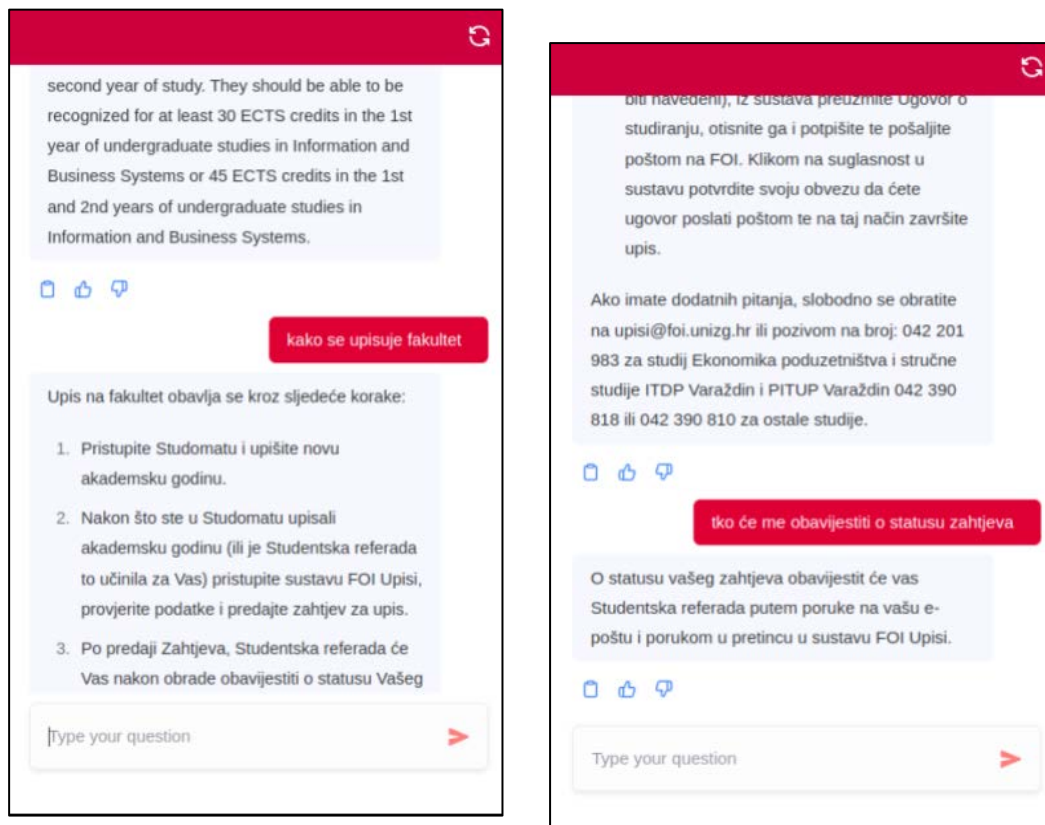 second year of study. They should be able to be
recognized for at least 30 ECTS credits in the 1st
year of undergraduate studies in Information and
Business Systems or 45 ECTS credits in the 1st
and 2nd years of undergraduate studies in
Information and Business Systems.
kako se upisuje fakultet
Upis na fakultet obavlja se kroz sljedeće korake:
1. Pristupite Studomatu i upišite novu
akademsku godinu.
2. Nakon što ste u Studomatu upisali
akademsku godinu (ili je Studentska referada
to učinila za Vas) pristupite sustavu FOI Upisi,
provjerite podatke i predajte zahtjev za upis.
3. Po predaji Zahtjeva, Studentska referada će
Vas nakon obrade obavijestiti o statusu Vašeg
Type your question
biti navedeni), iz sustava preuzmite Ugovor o
studiranju, otisnite ga i potpišite te pošaljite
poštom na FOI. Klikom na suglasnost u
sustavu potvrdite svoju obvezu da ćete
ugovor poslati poštom te na taj način završite
upis.
Ako imate dodatnih pitanja, slobodno se obratite
na upisi@foi.unizg.hr ili pozivom na broj: 042 201
983 za studij Ekonomika poduzetništva i stručne
studije ITDP Varaždin i PITUP Varaždin 042 390
818 ili 042 390 810 za ostale studije.
tko će me obavijestiti o statusu zahtjeva
O statusu vašeg zahtjeva obavijestit će vas
Studentska referada putem poruke na vašu e-
poštu i porukom u pretincu u sustavu FOI Upisi.
Type your question